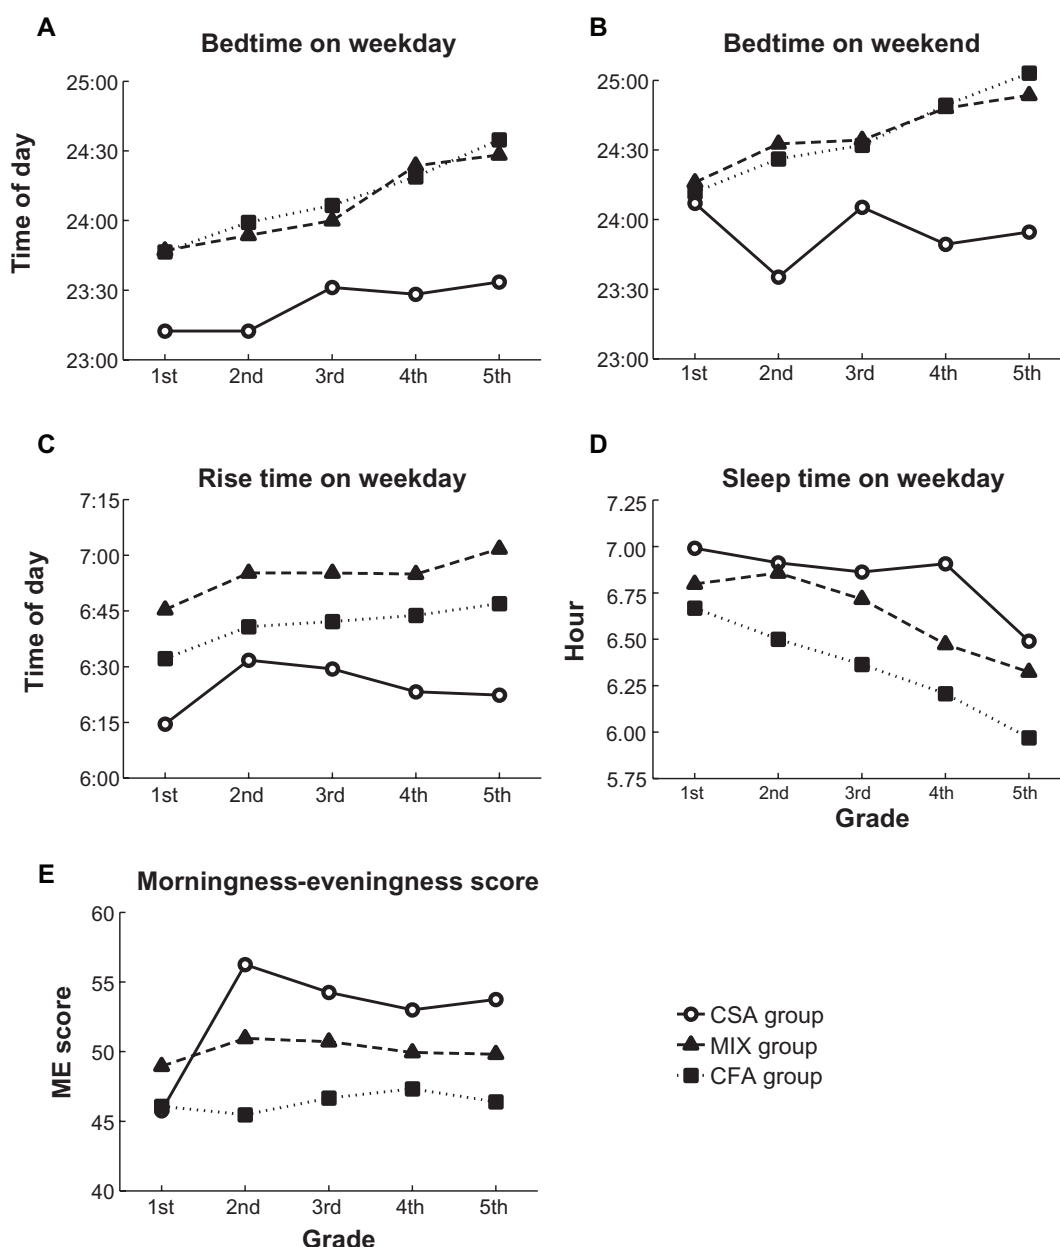 A
Bedtime on weekday
Time of day
25:00
24:30
24:00
23:30
23:00
1st 2nd 3rd 4th 5th
B
Bedtime on weekend
25:00
24:30
24:00
23:30
23:00
1st 2nd 3rd 4th 5th
C
Rise time on weekday
Time of day
7:15
7:00
6:45
6:30
6:15
6:00
1st 2nd 3rd 4th 5th
D
Sleep time on weekday
Hour
7.25
7.00
6.75
6.50
6.25
6.00
5.75
1st 2nd 3rd 4th 5th
Grade
E
Morningness-eveningness score
ME score
60
55
50
45
40
1st 2nd 3rd 4th 5th
Grade
CSA group
MIX group
CFA group